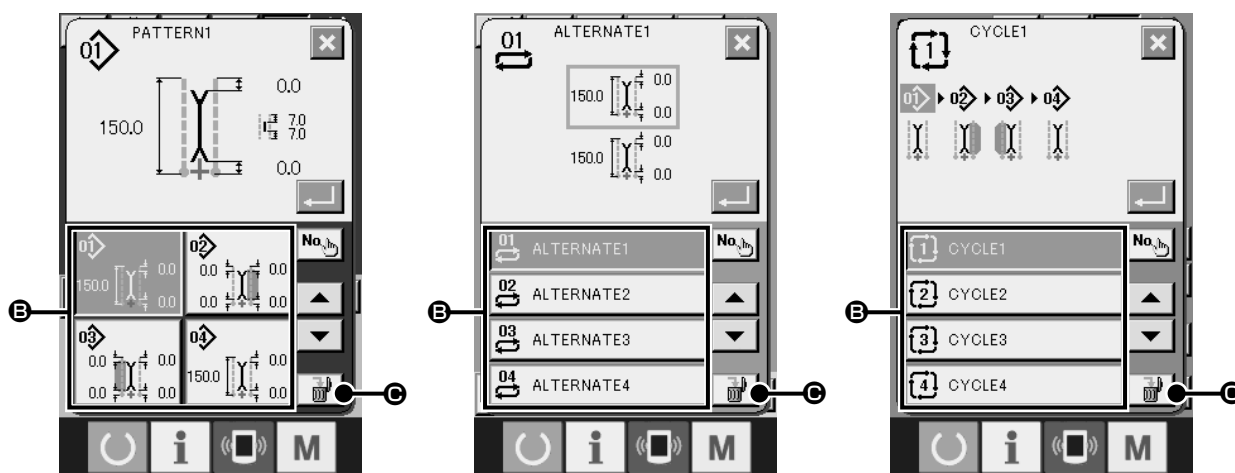 01 PATTERN1
0.0
150.0
7.0
7.0
0.0
01
150.0 0.0
0.0
02
0.0 0.0
0.0 0.0
No.
03
0.0 0.0
0.0 0.0
04
150.0 0.0
0.0
B
C
i M
01 ALTERNATE1
150.0 0.0
0.0
150.0 0.0
0.0
01 ALTERNATE1
No.
02 ALTERNATE2
03 ALTERNATE3
04 ALTERNATE4
B
C
i M
1 CYCLE1
01 02 03 04
1 CYCLE1
No.
2 CYCLE2
3 CYCLE3
4 CYCLE4
B
C
i M